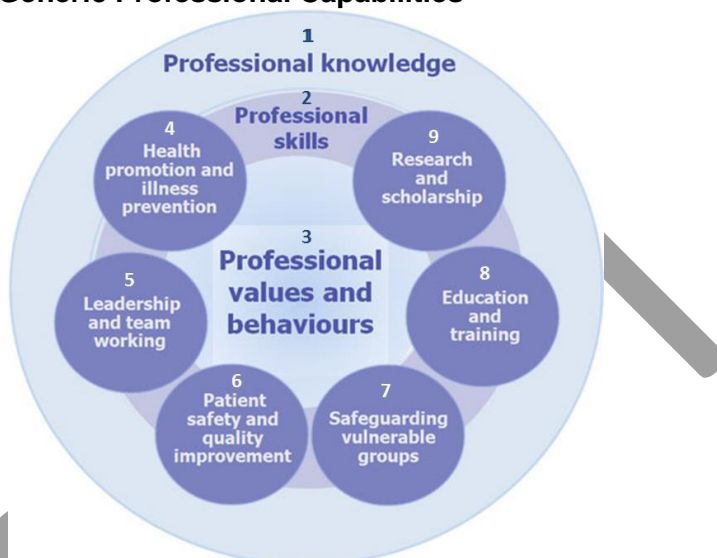 Generic Professional Capabilities
1
Professional knowledge
2
Professional
skills
3
Professional
values and
behaviours
4
Health
promotion and
illness
prevention
5
Leadership
and team
working
6
Patient
safety and
quality
improvement
7
Safeguarding
vulnerable
groups
8
Education
and
training
9
Research
and
scholarship